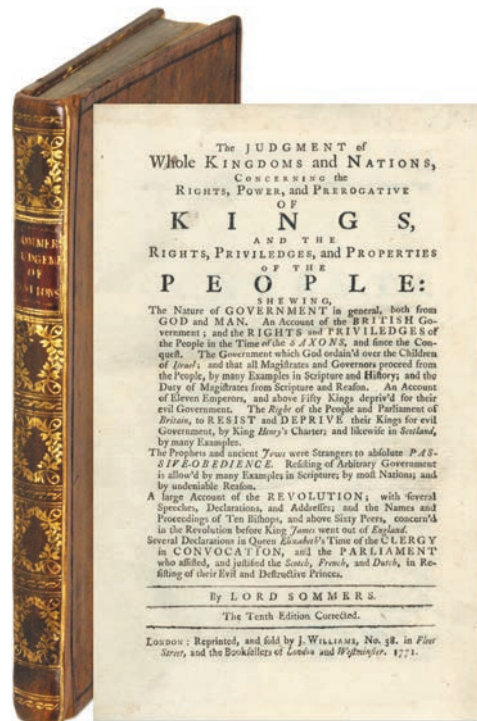 SOMMERS
JUDGEMENT
OF
NATIONS
The JUDGMENT of
Whole KINGDOMS and NATIONS,
CONCERNING the
RIGHTS, POWER, and PREROGATIVE
OF
KINGS,
AND THE
RIGHTS, PRIVILEDGES, and PROPERTIES
OF THE
PEOPLE:
SHEWING,
The Nature of GOVERNMENT in general, both from
GOD and MAN. An Account of the BRITISH Go-
vernment; and the RIGHTS and PRIVILEDGES of
the People in the Time of the SAXONS, and ſince the Con-
queſt. The Government which God ordain'd over the Children
of Iſrael; and that all Magiſtrates and Governors proceed from
the People, by many Examples in Scripture and Hiſtory; and the
Duty of Magiſtrates from Scripture and Reaſon. An Account
of Eleven Emperors, and above Fifty Kings depriv'd for their
evil Government. The Right of the People and Parliament of
Britain, to RESIST and DEPRIVE their Kings for evil
Government, by King Henry's Charter; and likewiſe in Scotland,
by many Examples.
The Prophets and ancient Jews were Strangers to abſolute PAS-
SIVE-OBEDIENCE. Reſiſting of Arbitrary Government
is allow'd by many Examples in Scripture; by moſt Nations; and
by undeniable Reaſon.
A large Account of the REVOLUTION; with ſeveral
Speeches, Declarations, and Addreſſes; and the Names and
Proceedings of Ten Biſhops, and above Sixty Peers, concern'd
in the Revolution before King James went out of England.
Several Declarations in Queen Elizabeth's Time of the CLERGY
in CONVOCATION, and the PARLIAMENT
who aſſiſted, and juſtified the Scotch, French, and Dutch, in Re-
ſiſting of their Evil and Deſtructive Princes.
By LORD SOMMERS.
The Tenth Edition Corrected.
LONDON: Reprinted, and ſold by J. WILLIAMS, No. 38. in Fleet
Street, and the Bookſellers of London and Weſtminſter. 1771.